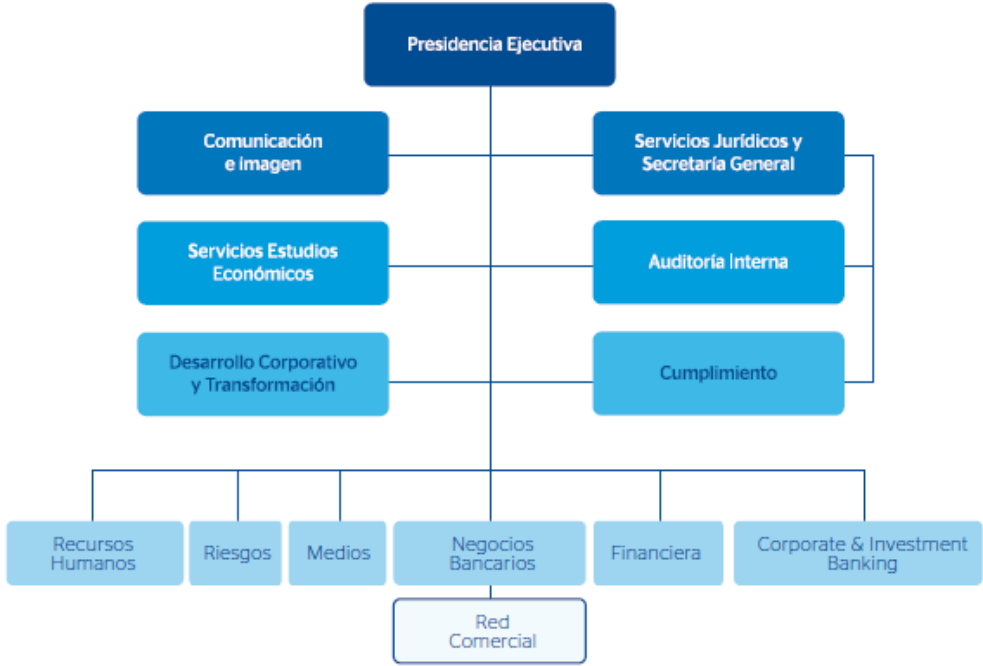 Presidencia Ejecutiva
Comunicación
e imagen
Servicios Jurídicos y
Secretaría General
Servicios Estudios
Económicos
Auditoría Interna
Desarrollo Corporativo
y Transformación
Cumplimiento
Recursos
Humanos
Riesgos
Medios
Negocios
Bancarios
Financiera
Corporate & Investment
Banking
Red
Comercial